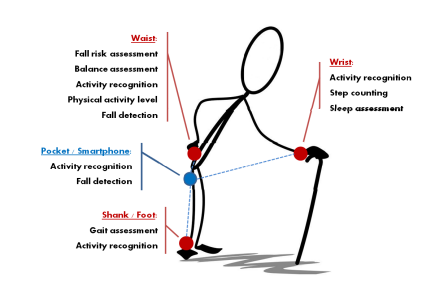 Waist:
Fall risk assessment
Balance assessment
Activity recognition
Physical activity level
Fall detection
Wrist:
Activity recognition
Step counting
Sleep assessment
Pocket / Smartphone:
Activity recognition
Fall detection
Shank / Foot:
Gait assessment
Activity recognition